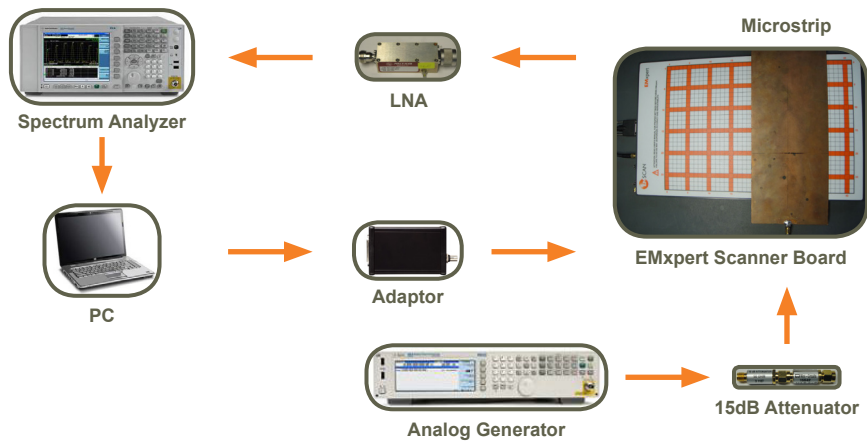 Microstrip
LNA
Spectrum Analyzer
EMxpert Scanner Board
Adaptor
PC
15dB Attenuator
Analog Generator